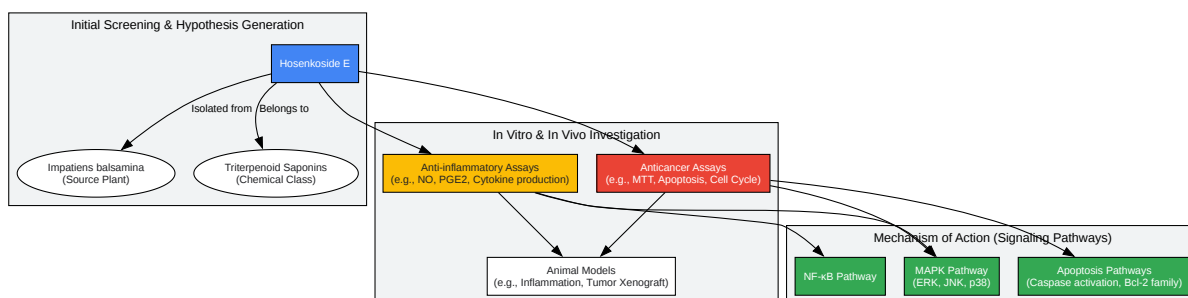 Initial Screening & Hypothesis Generation
Hosenkoside E
Isolated from
Belongs to
Impatiens balsamina
(Source Plant)
Triterpenoid Saponins
(Chemical Class)
In Vitro & In Vivo Investigation
Anti-inflammatory Assays
(e.g., NO, PGE2, Cytokine production)
Anticancer Assays
(e.g., MTT, Apoptosis, Cell Cycle)
Animal Models
(e.g., Inflammation, Tumor Xenograft)
Mechanism of Action (Signaling Pathways)
NF-κB Pathway
MAPK Pathway
(ERK, JNK, p38)
Apoptosis Pathways
(Caspase activation, Bcl-2 family)